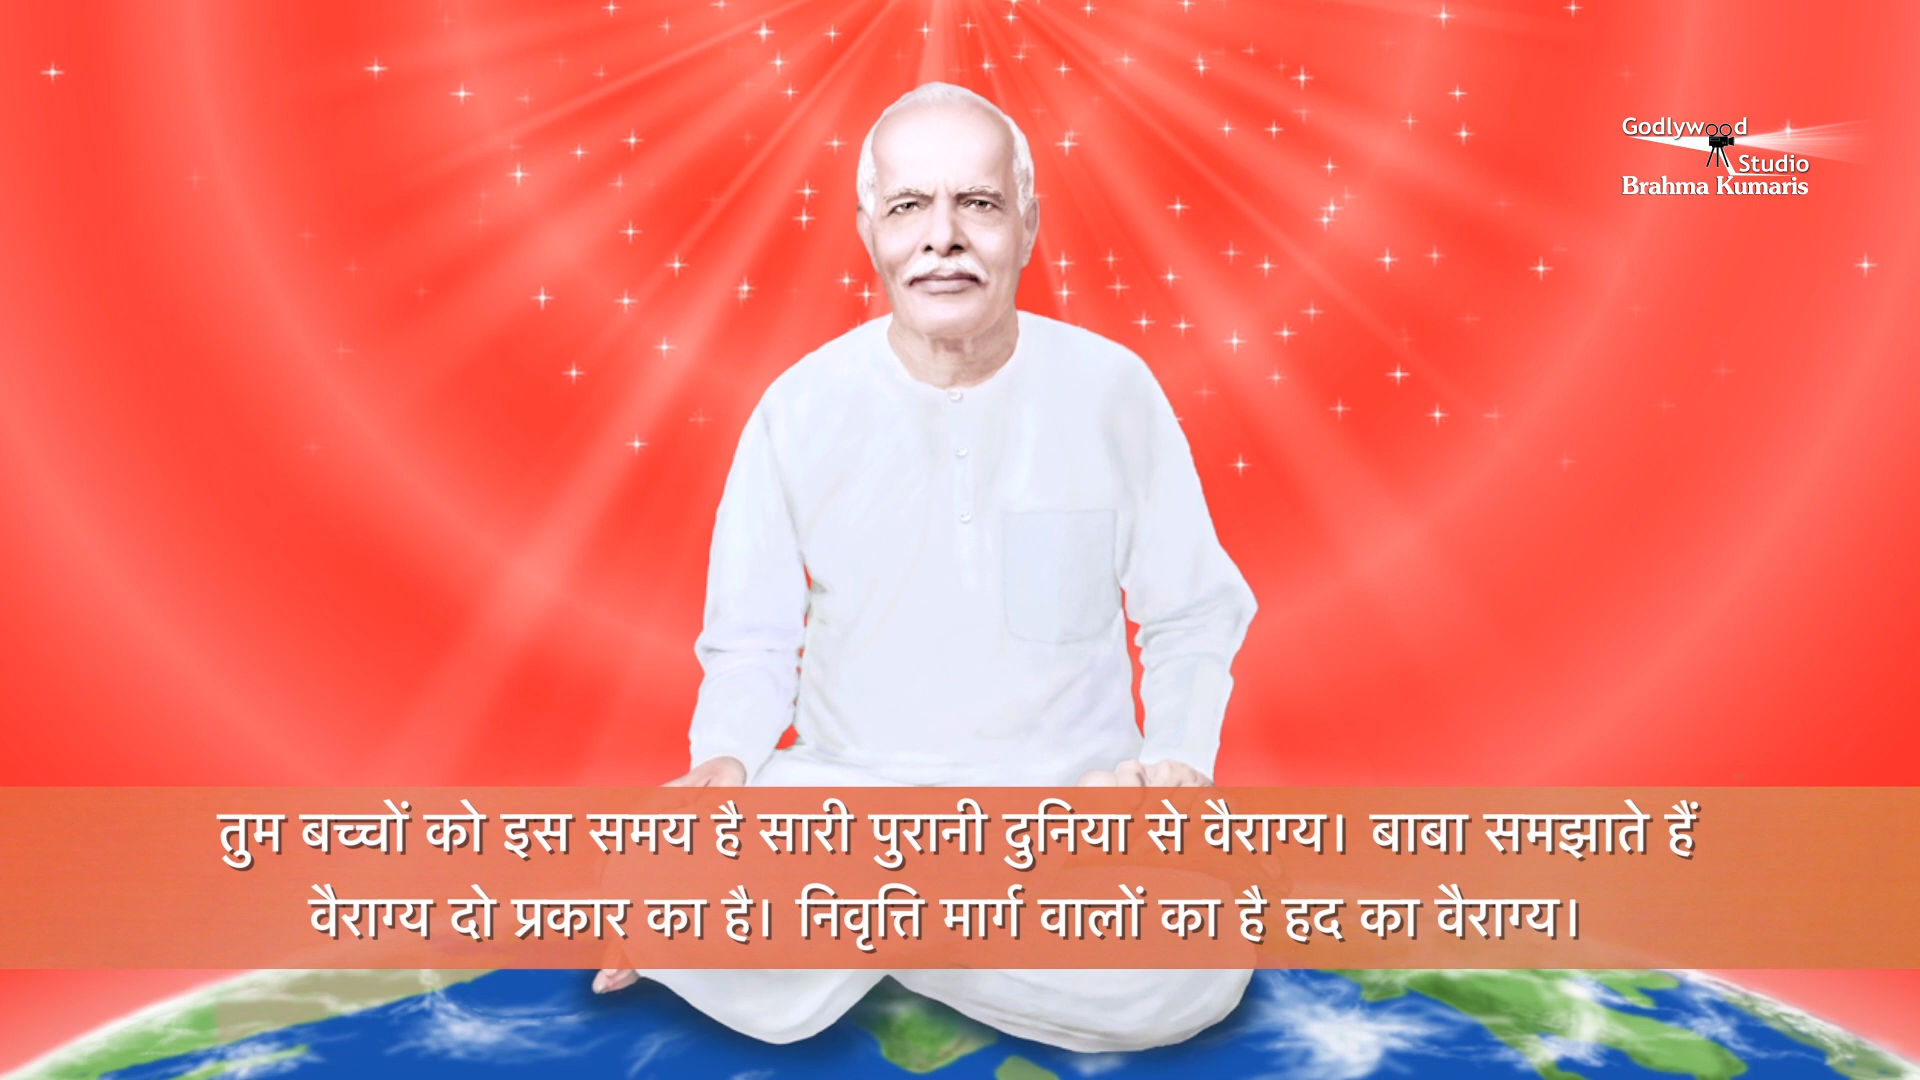 Godlywood
Studio
Brahma Kumaris
तुम बच्चों को इस समय है सारी पुरानी दुनिया से वैराग्य। बाबा समझाते हैं
वैराग्य दो प्रकार का है। निवृत्ति मार्ग वालों का है हद का वैराग्य।